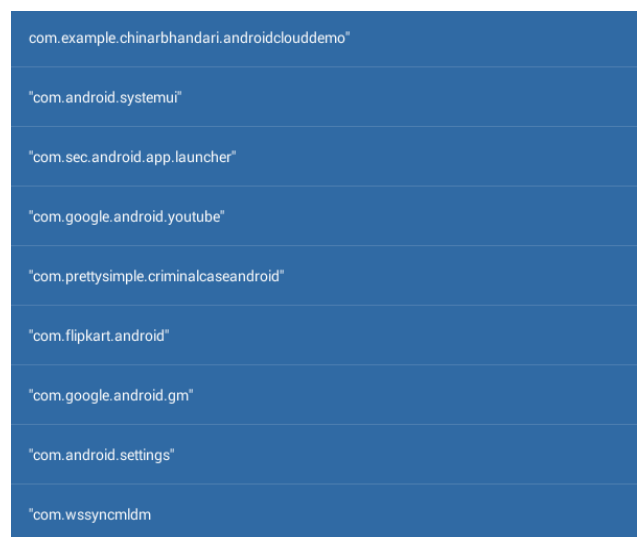 com.example.chinarbhandari.androidclouddemo"
"com.android.systemui"
"com.sec.android.app.launcher"
"com.google.android.youtube"
"com.prettysimple.criminalcaseandroid"
"com.flipkart.android"
"com.google.android.gm"
"com.android.settings"
"com.wssyncmldm